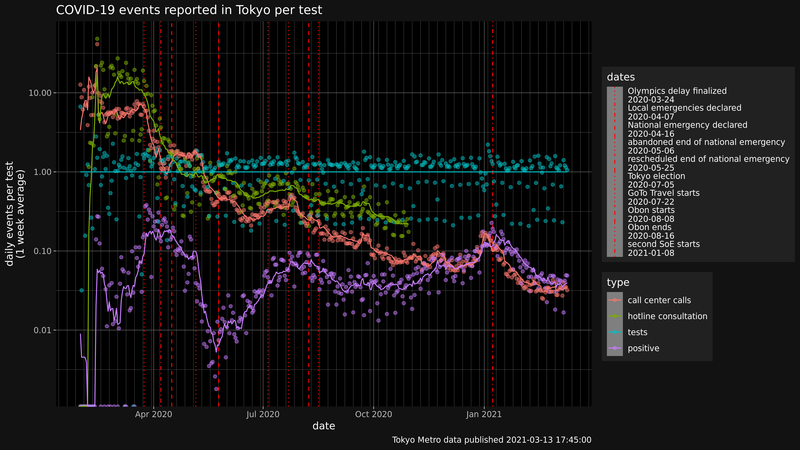 COVID-19 events reported in Tokyo per test
daily events per test
(1 week average)
10.00
1.00
0.10
0.01
Apr 2020
Jul 2020
Oct 2020
Jan 2021
date
Tokyo Metro data published 2021-03-13 17:45:00
dates
Olympics delay finalized
2020-03-24
Local emergencies declared
2020-04-07
National emergency declared
2020-04-16
abandoned end of national emergency
2020-05-06
rescheduled end of national emergency
2020-05-25
Tokyo election
2020-07-05
GoTo Travel starts
2020-07-22
Obon starts
2020-08-08
Obon ends
2020-08-16
second SoE starts
2021-01-08
type
call center calls
hotline consultation
tests
positive